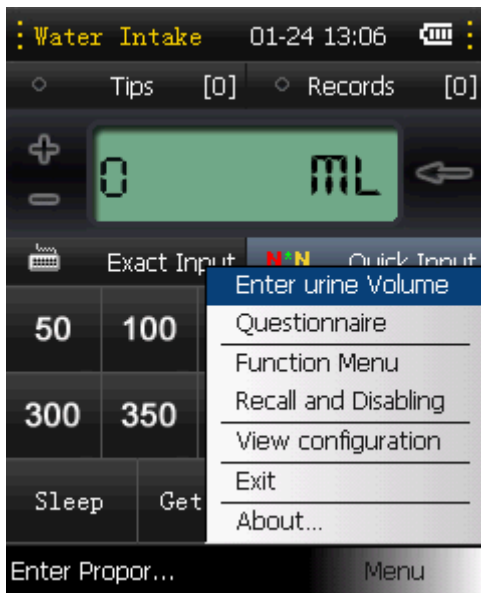 Water Intake 01-24 13:06
Tips [0] Records [0]
0 ML
Exact Input N*N Quick Input
Enter urine Volume
50 100 Questionnaire
Function Menu
300 350 Recall and Disabling
View configuration
Sleep Get Exit
About...
Enter Propor... Menu